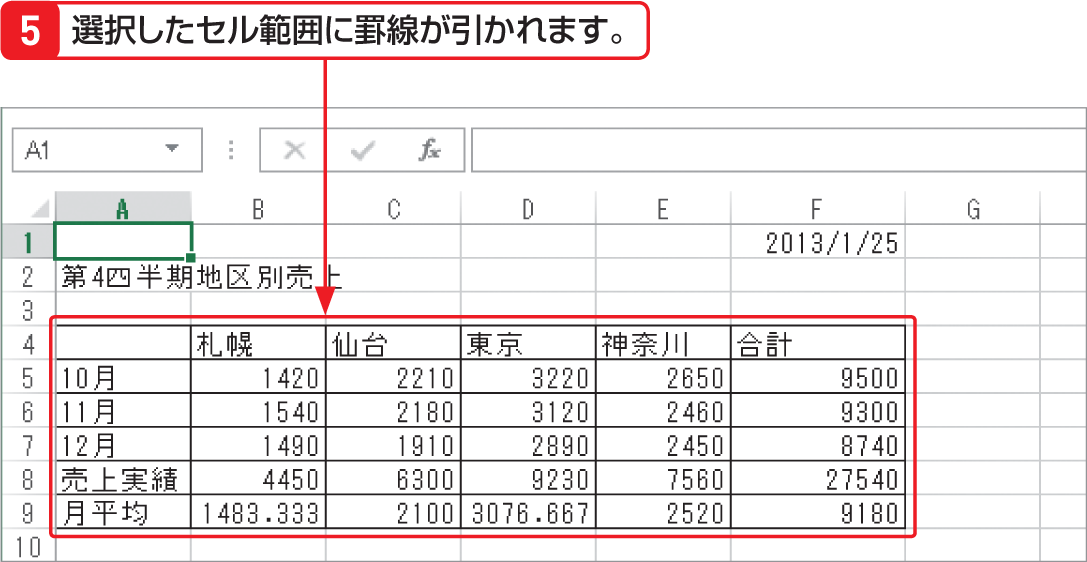 5 選択したセル範囲に罫線が引かれます。
A1 fx
A B C D E F G
1 2013/1/25
2 第4四半期地区別売上
3
4 札幌 仙台 東京 神奈川 合計
5 10月 1420 2210 3220 2650 9500
6 11月 1540 2180 3120 2460 9300
7 12月 1490 1910 2890 2450 8740
8 売上実績 4450 6300 9230 7560 27540
9 月平均 1483.333 2100 3076.667 2520 9180
10